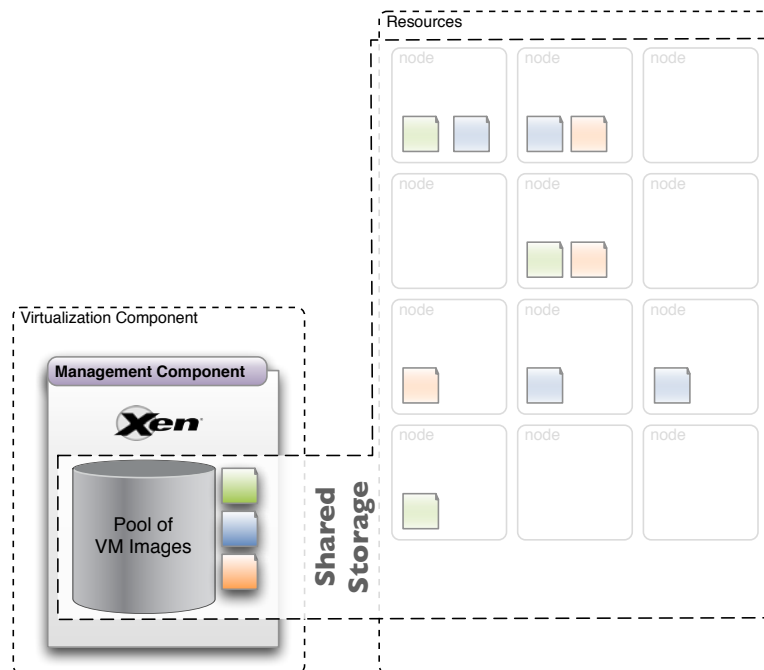 Resources
node
node
node
node
node
node
node
node
node
node
node
node
Virtualization Component
Management Component
Xen
Pool of
VM Images
Shared
Storage